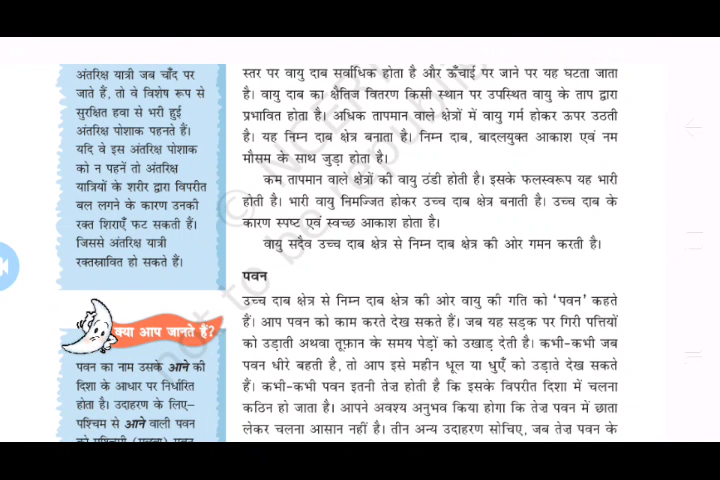 अंतरिक्ष यात्री जब चाँद पर
जाते हैं, तो वे विशेष रूप से
सुरक्षित हवा से भरी हुई
अंतरिक्ष पोशाक पहनते हैं।
यदि वे इस अंतरिक्ष पोशाक
को न पहनें तो अंतरिक्ष
यात्रियों के शरीर द्वारा विपरीत
बल लगने के कारण उनकी
रक्त शिराएँ फट सकती हैं।
जिससे अंतरिक्ष यात्री
रक्तस्रावित हो सकते हैं।
क्या आप जानते हैं?
पवन का नाम उसके आने की
दिशा के आधार पर निर्धारित
होता है। उदाहरण के लिए–
पश्चिम से आने वाली पवन
स्तर पर वायु दाब सर्वाधिक होता है और ऊँचाई पर जाने पर यह घटता जाता
है। वायु दाब का क्षैतिज वितरण किसी स्थान पर उपस्थित वायु के ताप द्वारा
प्रभावित होता है। अधिक तापमान वाले क्षेत्रों में वायु गर्म होकर ऊपर उठती
है। यह निम्न दाब क्षेत्र बनाता है। निम्न दाब, बादलयुक्त आकाश एवं नम
मौसम के साथ जुड़ा होता है।
कम तापमान वाले क्षेत्रों की वायु ठंडी होती है। इसके फलस्वरूप यह भारी
होती है। भारी वायु निमज्जित होकर उच्च दाब क्षेत्र बनाती है। उच्च दाब के
कारण स्पष्ट एवं स्वच्छ आकाश होता है।
वायु सदैव उच्च दाब क्षेत्र से निम्न दाब क्षेत्र की ओर गमन करती है।
पवन
उच्च दाब क्षेत्र से निम्न दाब क्षेत्र की ओर वायु की गति को ‘पवन’ कहते
हैं। आप पवन को काम करते देख सकते हैं। जब यह सड़क पर गिरी पत्तियों
को उड़ाती अथवा तूफ़ान के समय पेड़ों को उखाड़ देती है। कभी-कभी जब
पवन धीरे बहती है, तो आप इसे महीन धूल या धुएँ को उड़ाते देख सकते
हैं। कभी-कभी पवन इतनी तेज़ होती है कि इसके विपरीत दिशा में चलना
कठिन हो जाता है। आपने अवश्य अनुभव किया होगा कि तेज़ पवन में छाता
लेकर चलना आसान नहीं है। तीन अन्य उदाहरण सोचिए, जब तेज़ पवन के
© NCERT
not to be republis